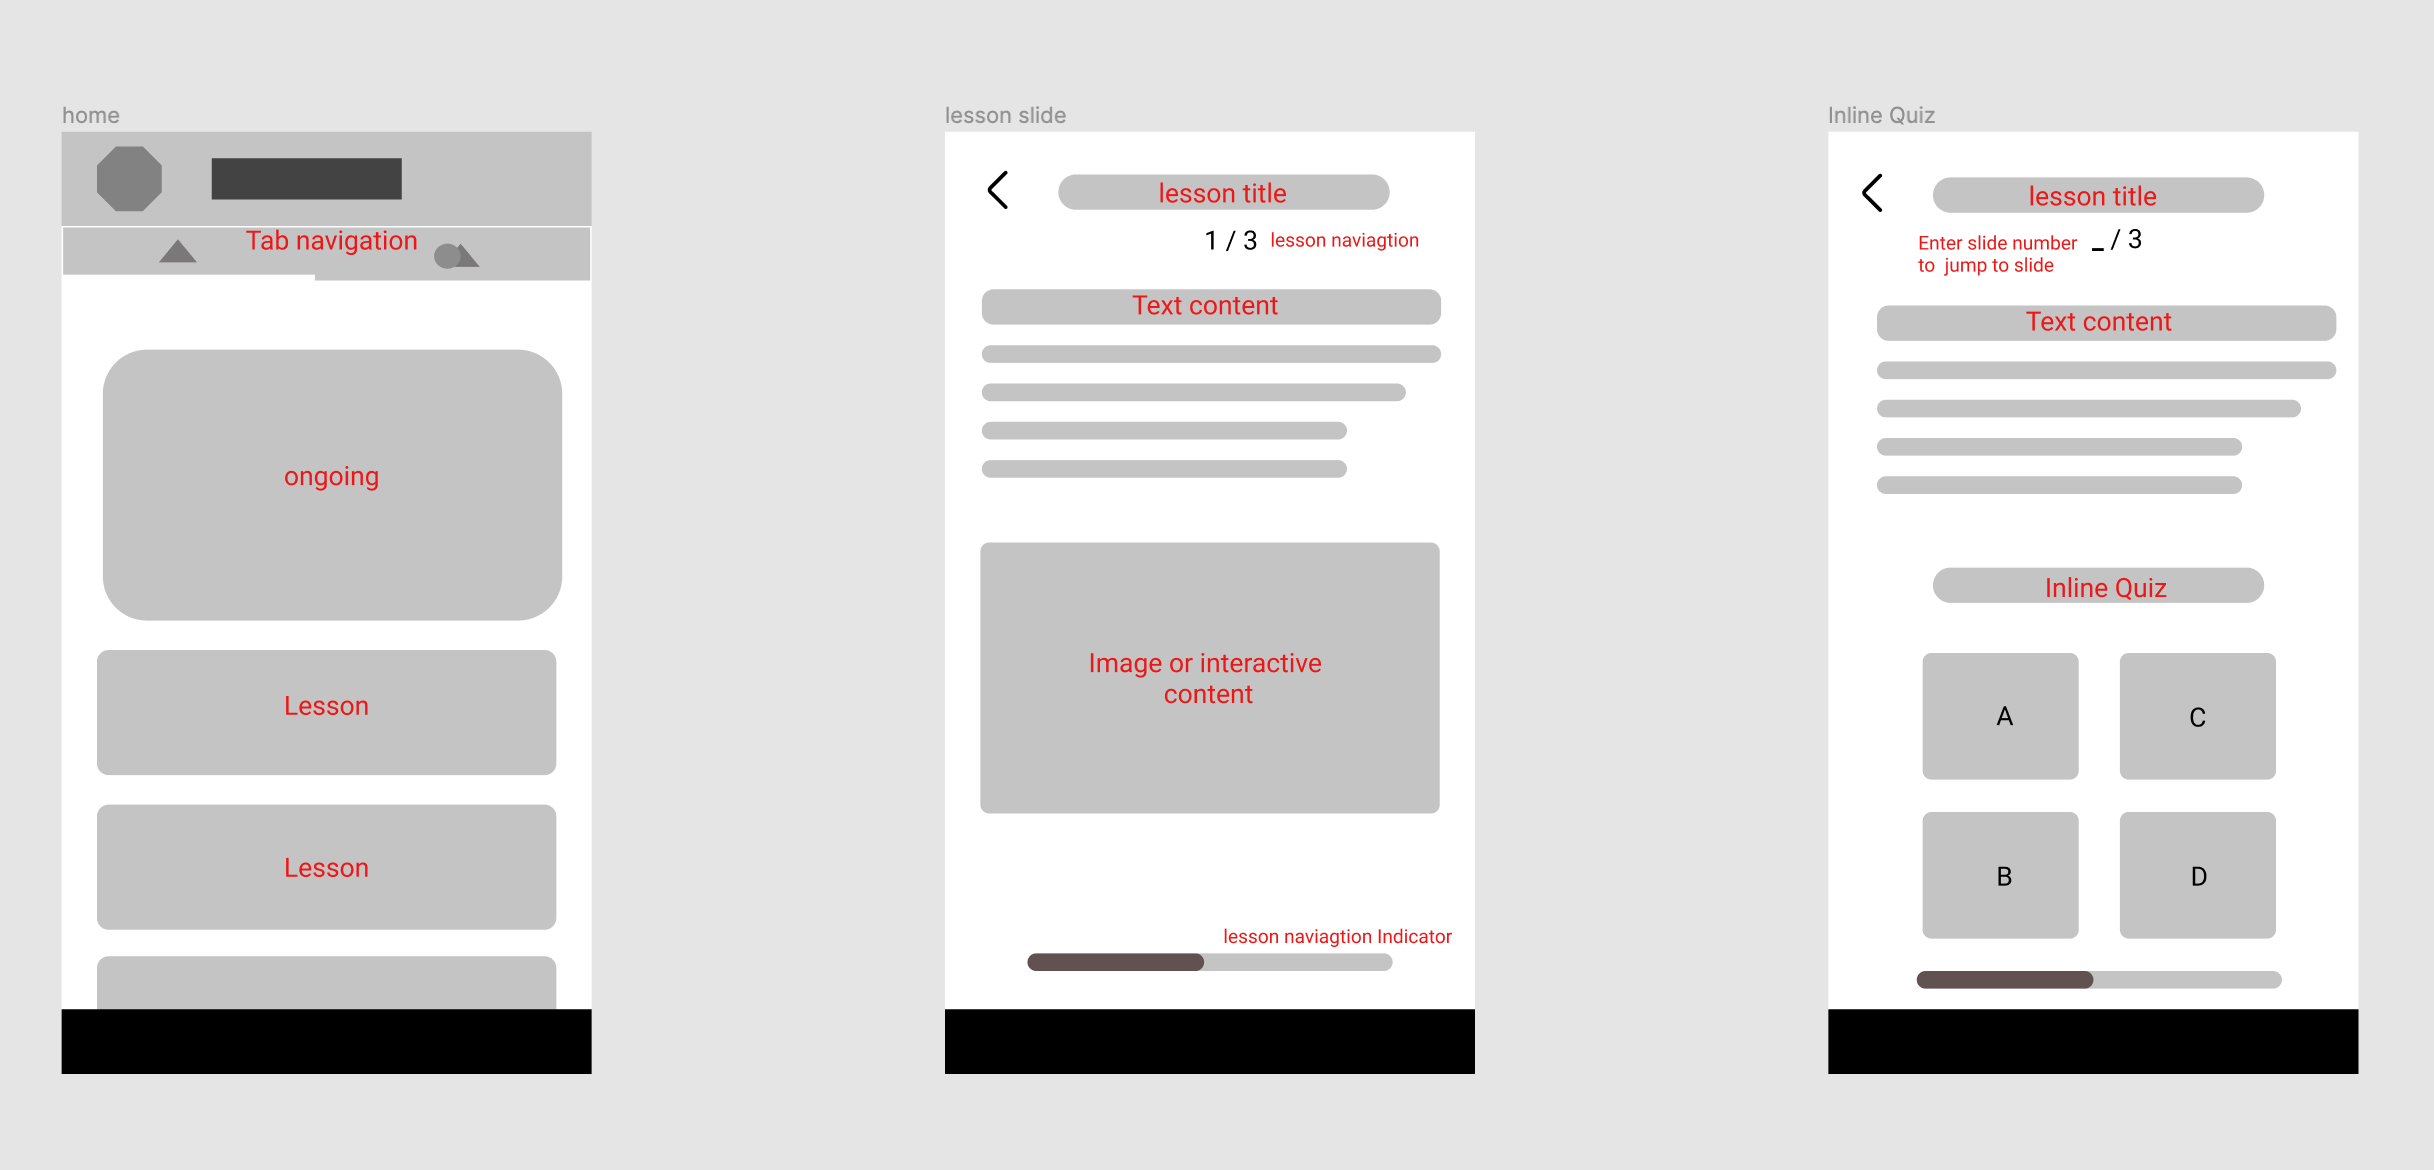 home
Tab navigation
ongoing
Lesson
Lesson
lesson slide
lesson title
1 / 3 lesson naviagtion
Text content
Image or interactive
content
lesson naviagtion Indicator
Inline Quiz
lesson title
Enter slide number _ / 3
to jump to slide
Text content
Inline Quiz
A C
B D